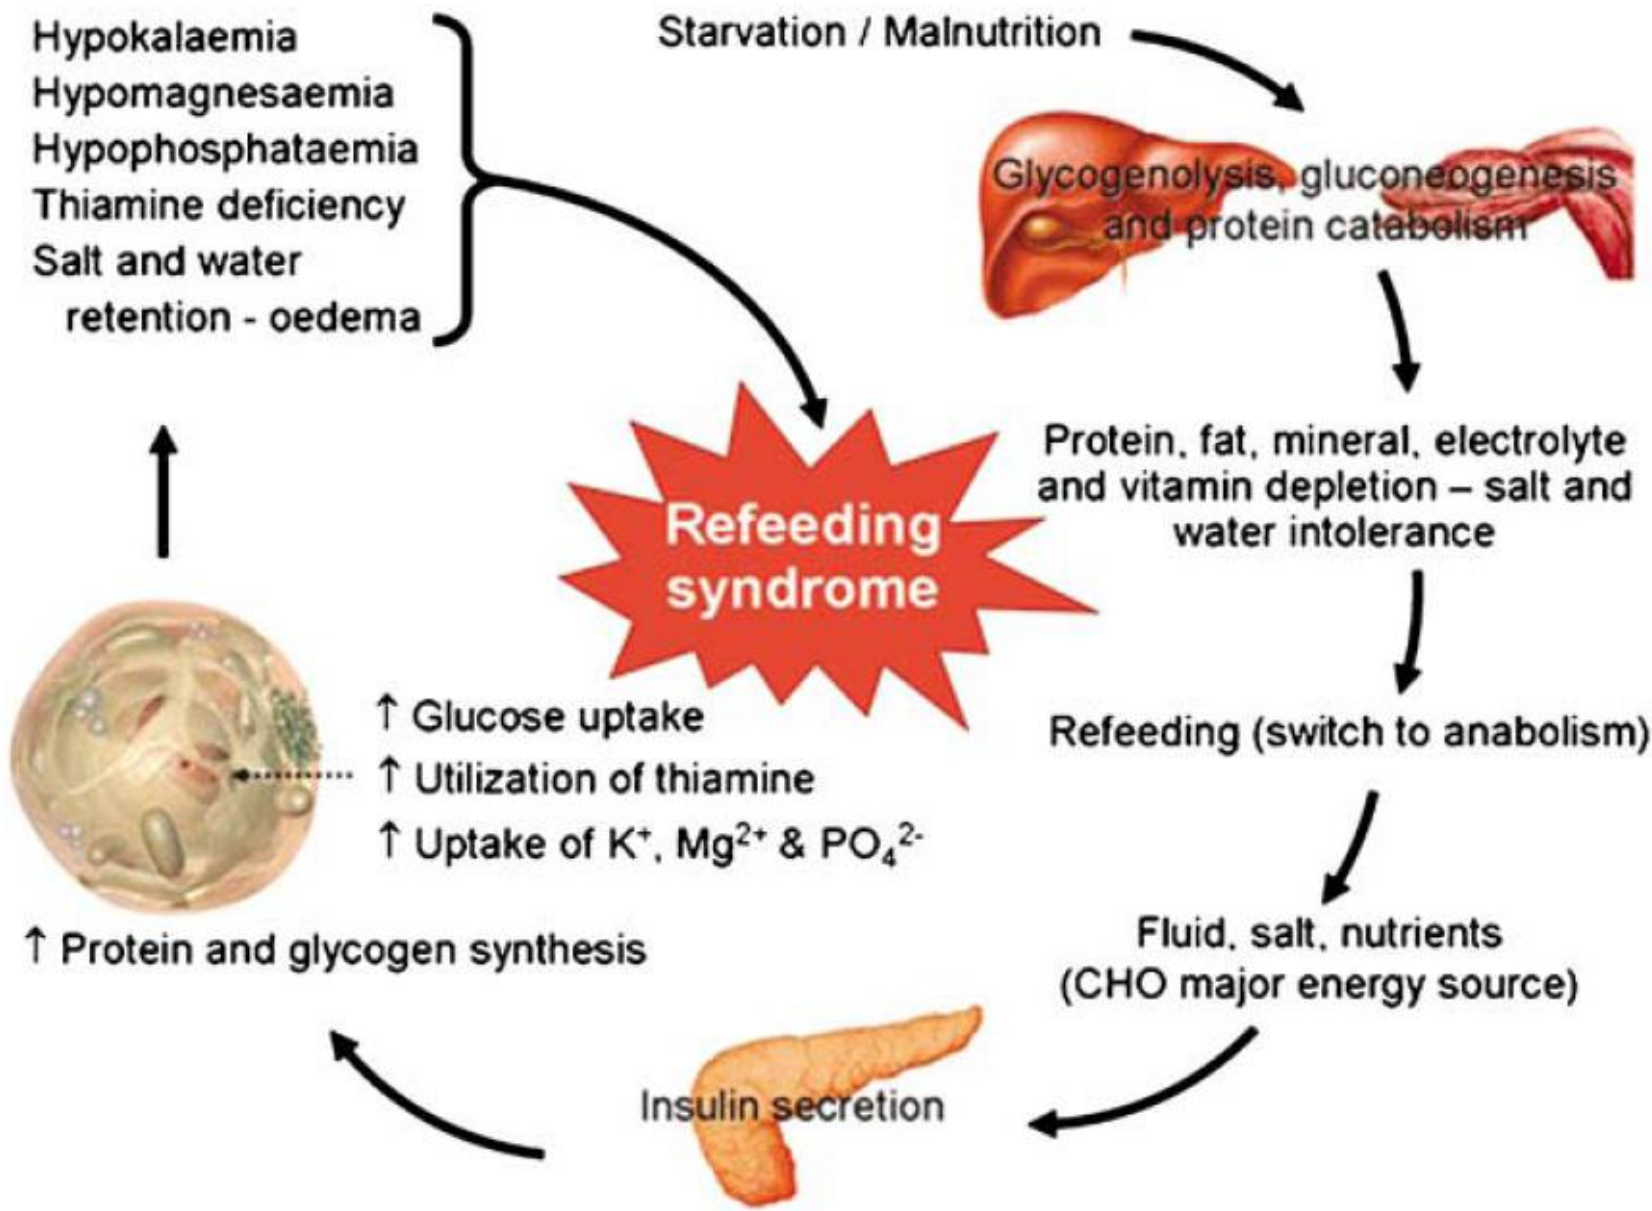 Hypokalaemia
Hypomagnesaemia
Hypophosphataemia
Thiamine deficiency
Salt and water
retention - oedema
Starvation / Malnutrition
Glycogenolysis, gluconeogenesis
and protein catabolism
Protein, fat, mineral, electrolyte
and vitamin depletion – salt and
water intolerance
Refeeding (switch to anabolism)
Fluid, salt, nutrients
(CHO major energy source)
Insulin secretion
↑ Protein and glycogen synthesis
↑ Glucose uptake
↑ Utilization of thiamine
↑ Uptake of K⁺, Mg²⁺ & PO₄²⁻
Refeeding
syndrome